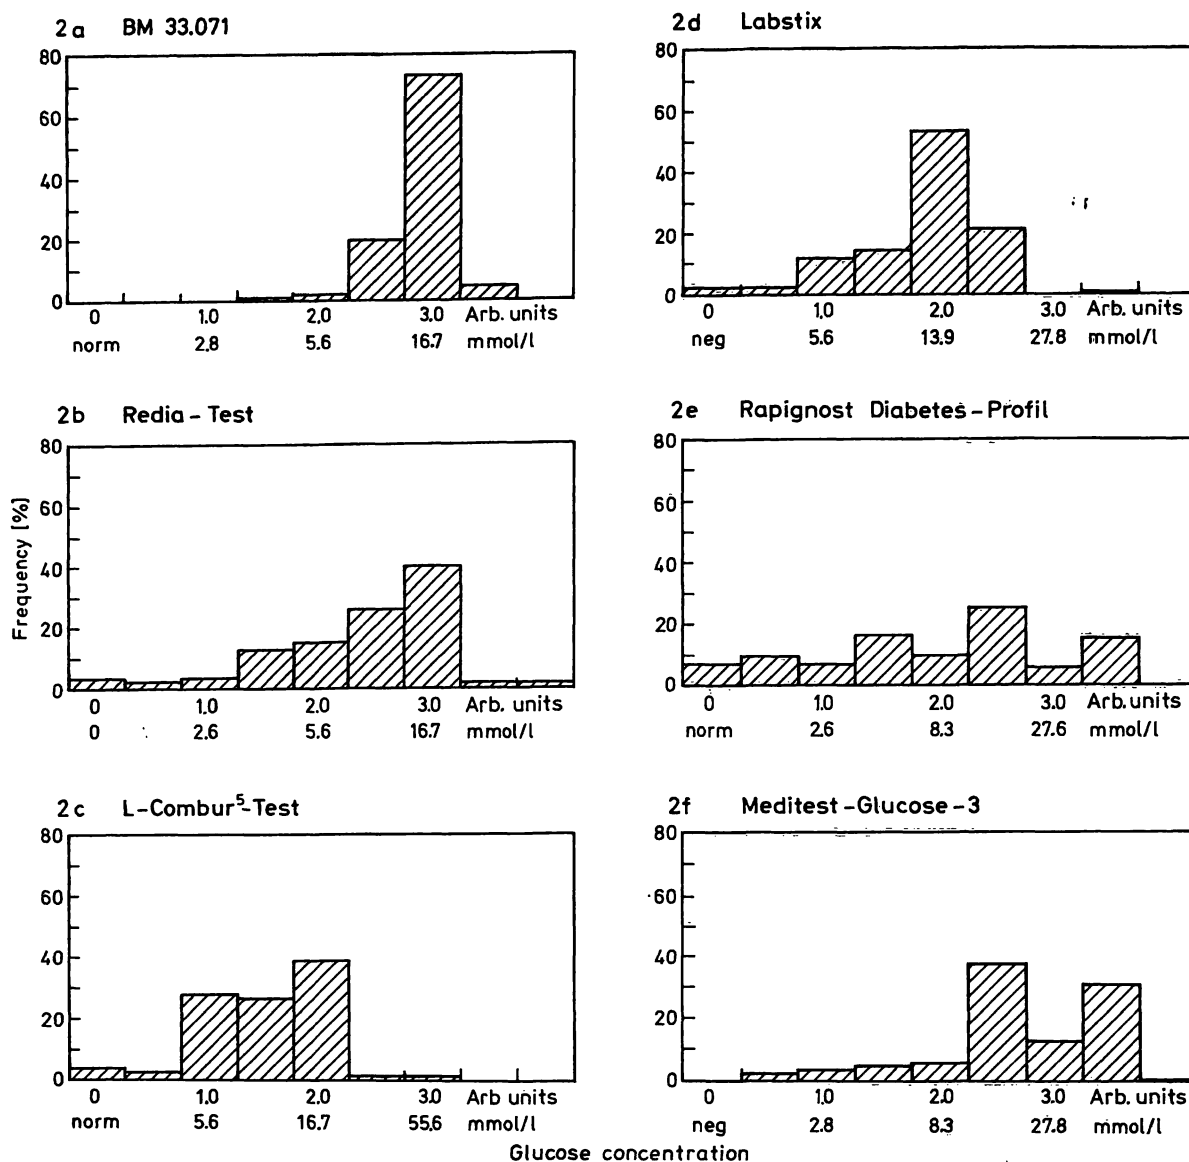 2a BM 33.071
80
60
40
20
0
0 1.0 2.0 3.0 Arb. units
norm 2.8 5.6 16.7 mmol/l
2b Redia-Test
80
60
40
20
0
0 1.0 2.0 3.0 Arb. units
0 2.6 5.6 16.7 mmol/l
2c L-Combur⁵-Test
80
60
40
20
0
0 1.0 2.0 3.0 Arb units
norm 5.6 16.7 55.6 mmol/l
Frequency [%]
2d Labstix
80
60
40
20
0
0 1.0 2.0 3.0 Arb. units
neg 5.6 13.9 27.8 mmol/l
2e Rapignost Diabetes-Profil
80
60
40
20
0
0 1.0 2.0 3.0 Arb. units
norm 2.6 8.3 27.6 mmol/l
2f Meditest-Glucose-3
80
60
40
20
0
0 1.0 2.0 3.0 Arb. units
neg 2.8 8.3 27.8 mmol/l
Glucose concentration